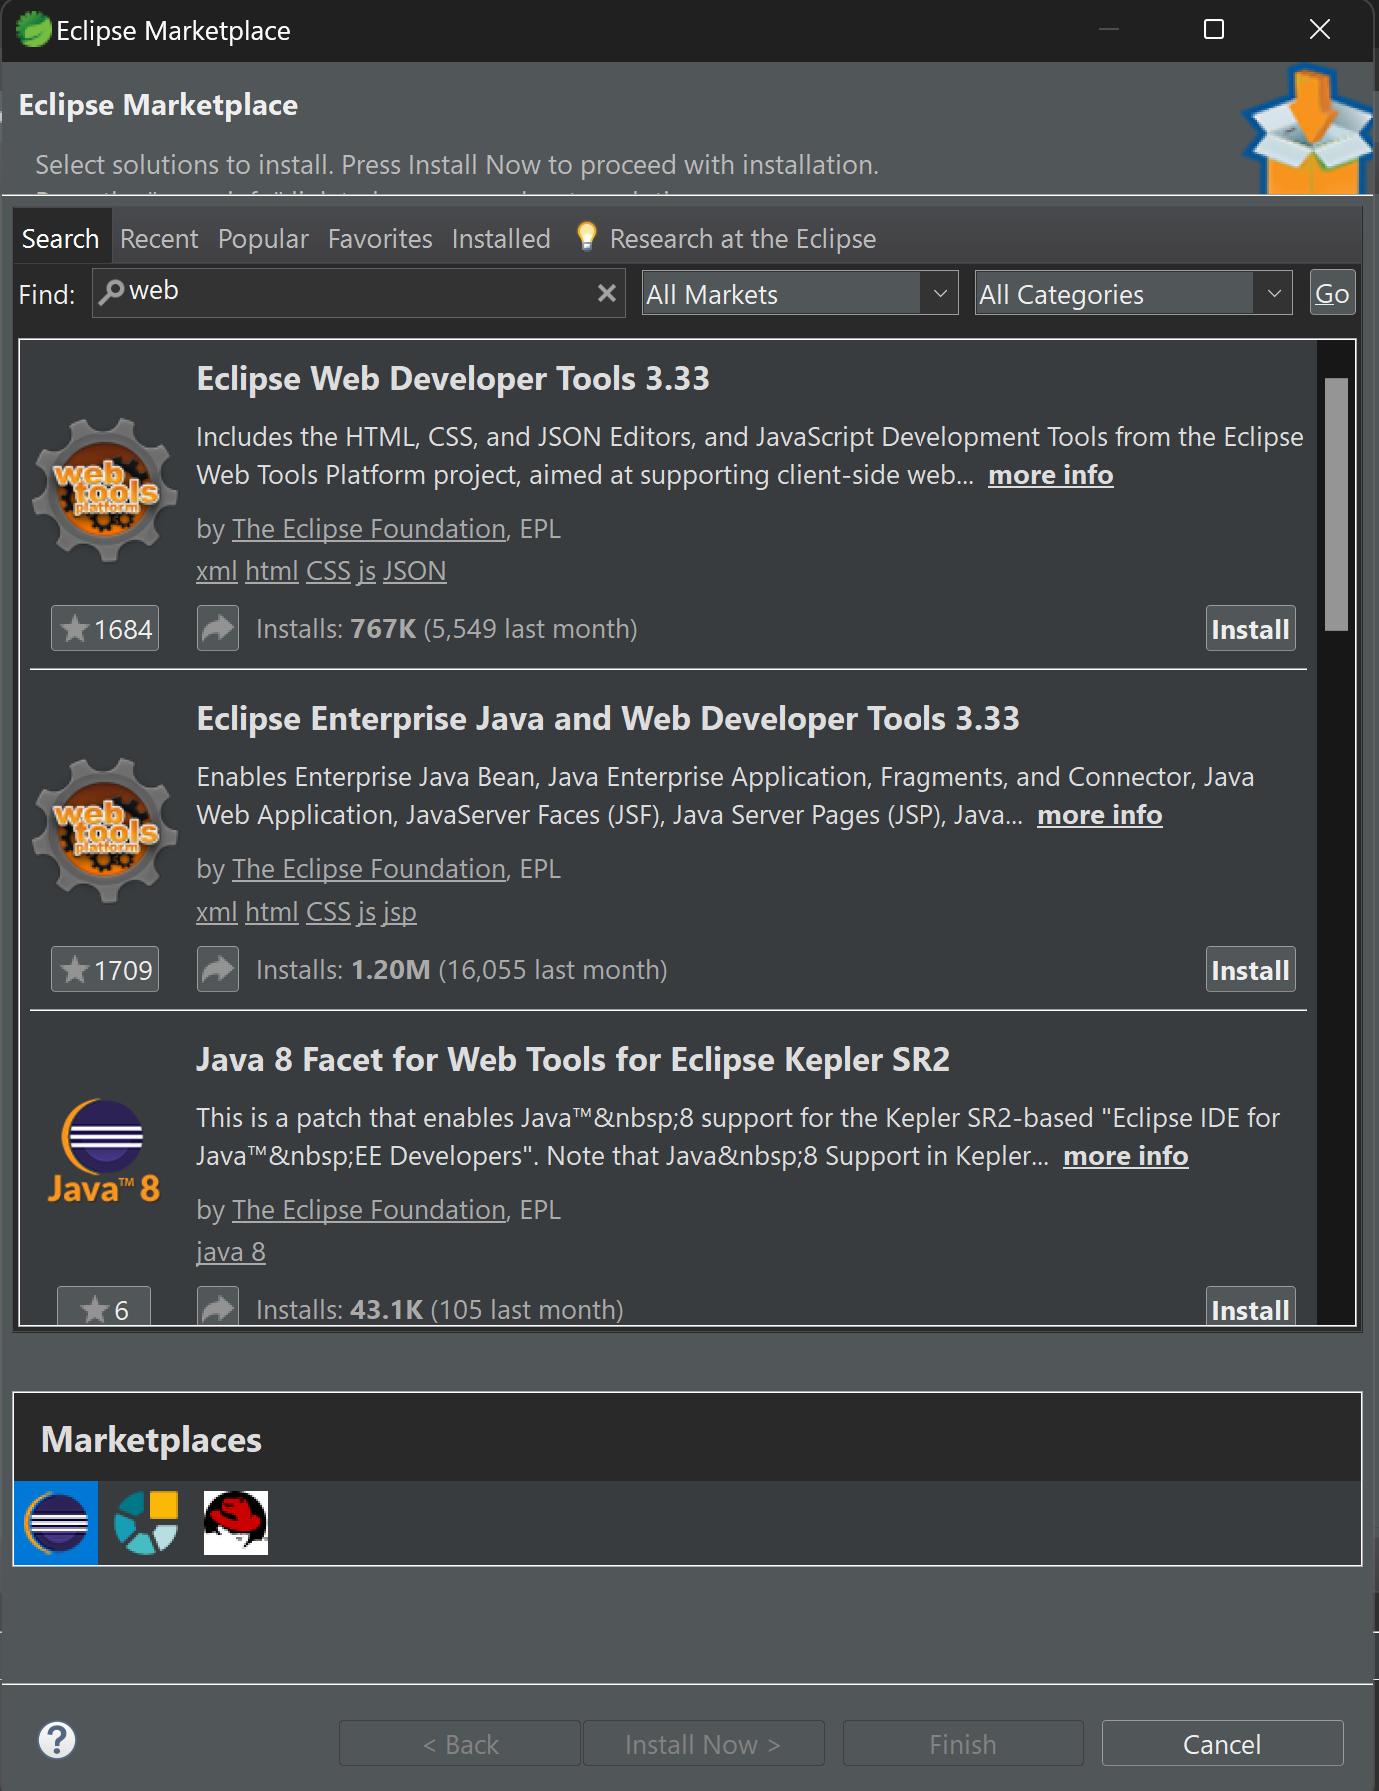 Eclipse Marketplace
Eclipse Marketplace
Select solutions to install. Press Install Now to proceed with installation.
Search Recent Popular Favorites Installed Research at the Eclipse
Find: web All Markets All Categories Go
Eclipse Web Developer Tools 3.33
Includes the HTML, CSS, and JSON Editors, and JavaScript Development Tools from the Eclipse
Web Tools Platform project, aimed at supporting client-side web... more info
web
tools
platform
by The Eclipse Foundation, EPL
xml html CSS js JSON
1684 Installs: 767K (5,549 last month) Install
Eclipse Enterprise Java and Web Developer Tools 3.33
Enables Enterprise Java Bean, Java Enterprise Application, Fragments, and Connector, Java
Web Application, JavaServer Faces (JSF), Java Server Pages (JSP), Java... more info
web
tools
platform
by The Eclipse Foundation, EPL
xml html CSS js jsp
1709 Installs: 1.20M (16,055 last month) Install
Java 8 Facet for Web Tools for Eclipse Kepler SR2
This is a patch that enables Java™&nbsp;8 support for the Kepler SR2-based "Eclipse IDE for
Java™&nbsp;EE Developers". Note that Java&nbsp;8 Support in Kepler... more info
Java™ 8
by The Eclipse Foundation, EPL
java 8
6 Installs: 43.1K (105 last month) Install
Marketplaces
? < Back Install Now > Finish Cancel